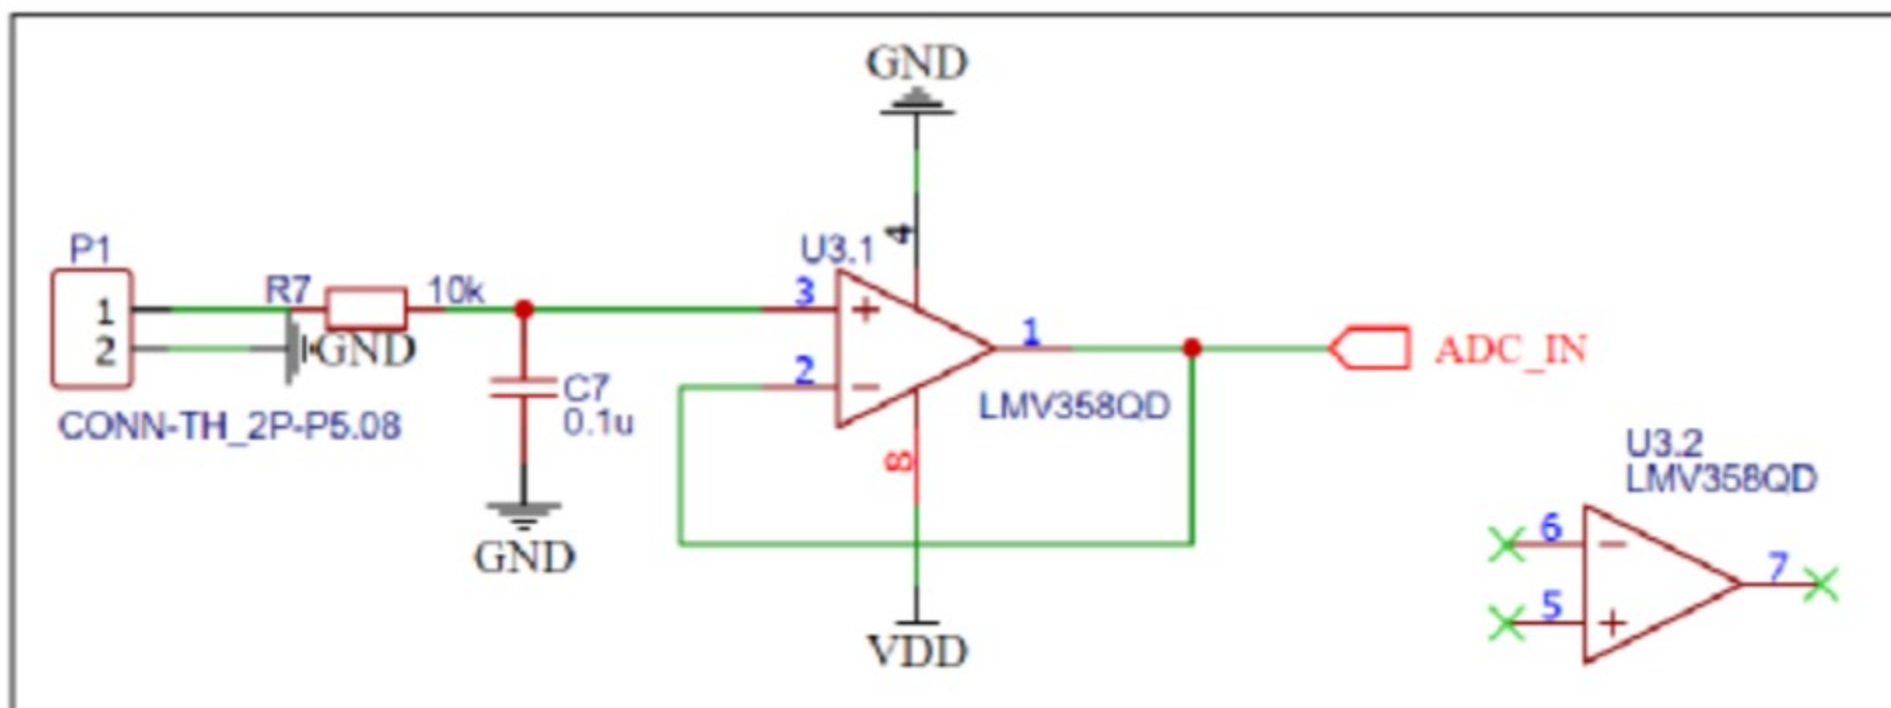 GND
4
P1
U3.1
R7
10k
3
1
1
2
GND
2
ADC_IN
C7
0.1u
LMV358QD
CONN-TH_2P-P5.08
8
U3.2
LMV358QD
GND
6
7
5
VDD